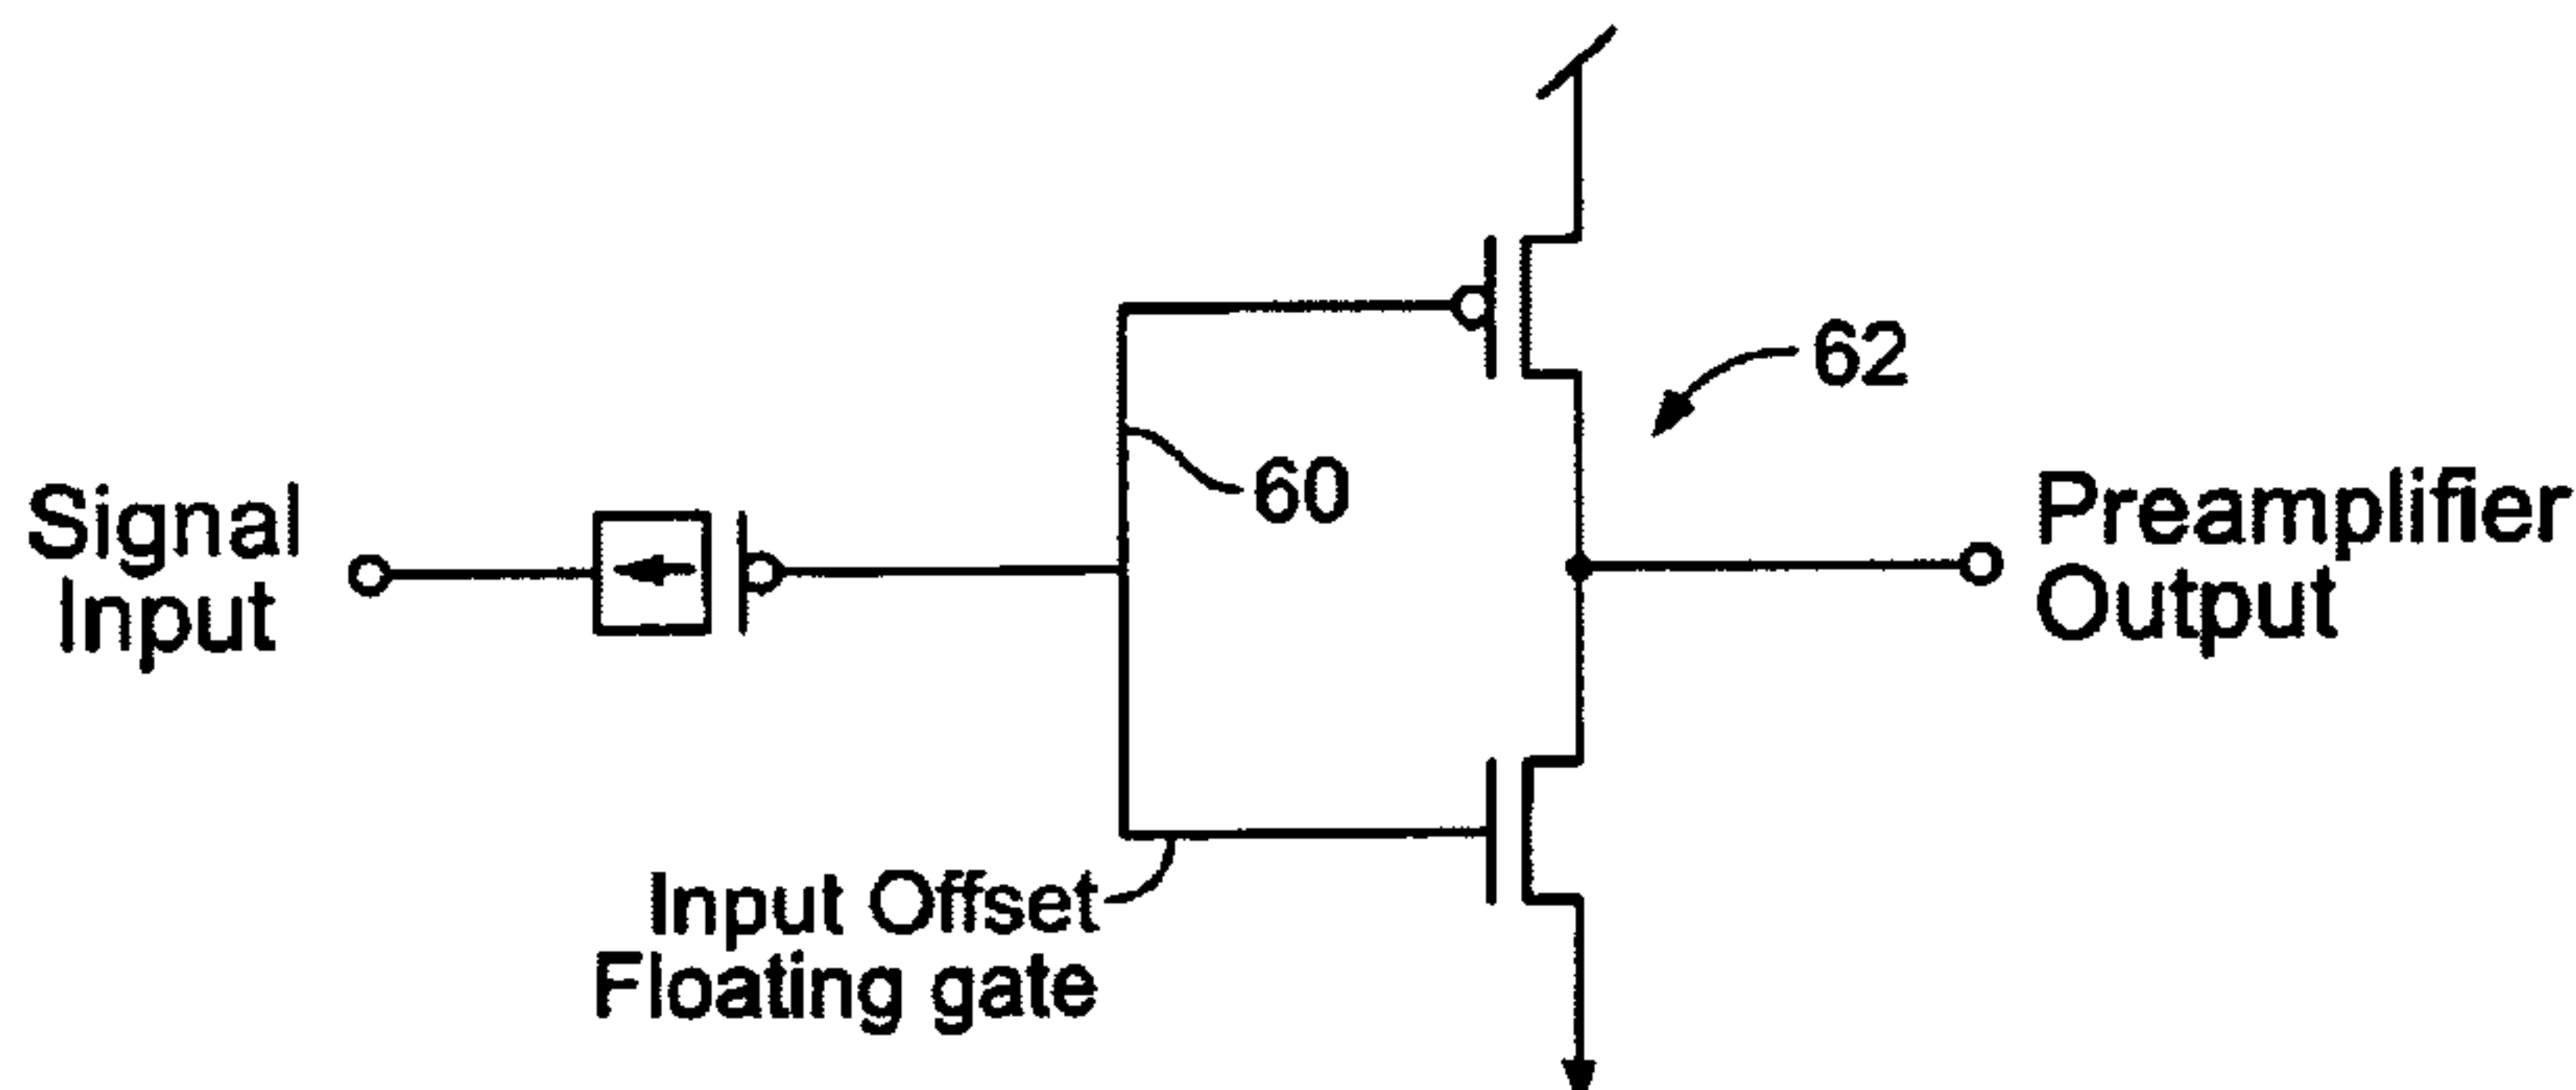 62
60
Signal
Input
Preamplifier
Output
Input Offset
Floating gate